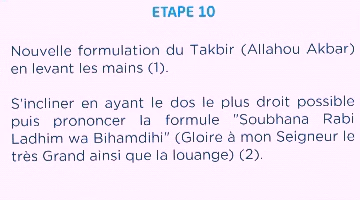 ETAPE 10
Nouvelle formulation du Takbir (Allahou Akbar)
en levant les mains (1).
S'incliner en ayant le dos le plus droit possible
puis prononcer la formule "Soubhana Rabi
Ladhim wa Bihamdihi" (Gloire à mon Seigneur le
très Grand ainsi que la louange) (2).